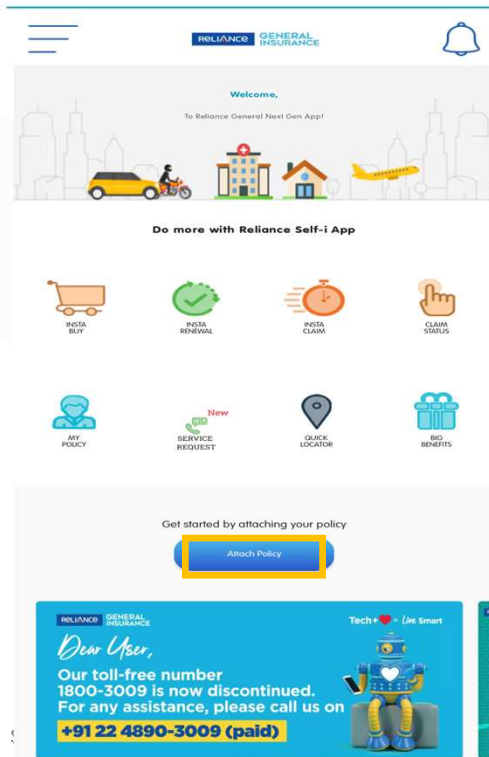 RELIANCE GENERAL
INSURANCE
Welcome,
To Reliance General Next Gen App!
Do more with Reliance Self-i App
INSTA
BUY
INSTA
RENEWAL
INSTA
CLAIM
CLAIM
STATUS
MY
POLICY
New
SERVICE
REQUEST
QUICK
LOCATOR
BIG
BENEFITS
Get started by attaching your policy
Attach Policy
RELIANCE GENERAL
INSURANCE
Tech+❤ = Live Smart
Dear User,
Our toll-free number
1800-3009 is now discontinued.
For any assistance, please call us on
+91 22 4890-3009 (paid)